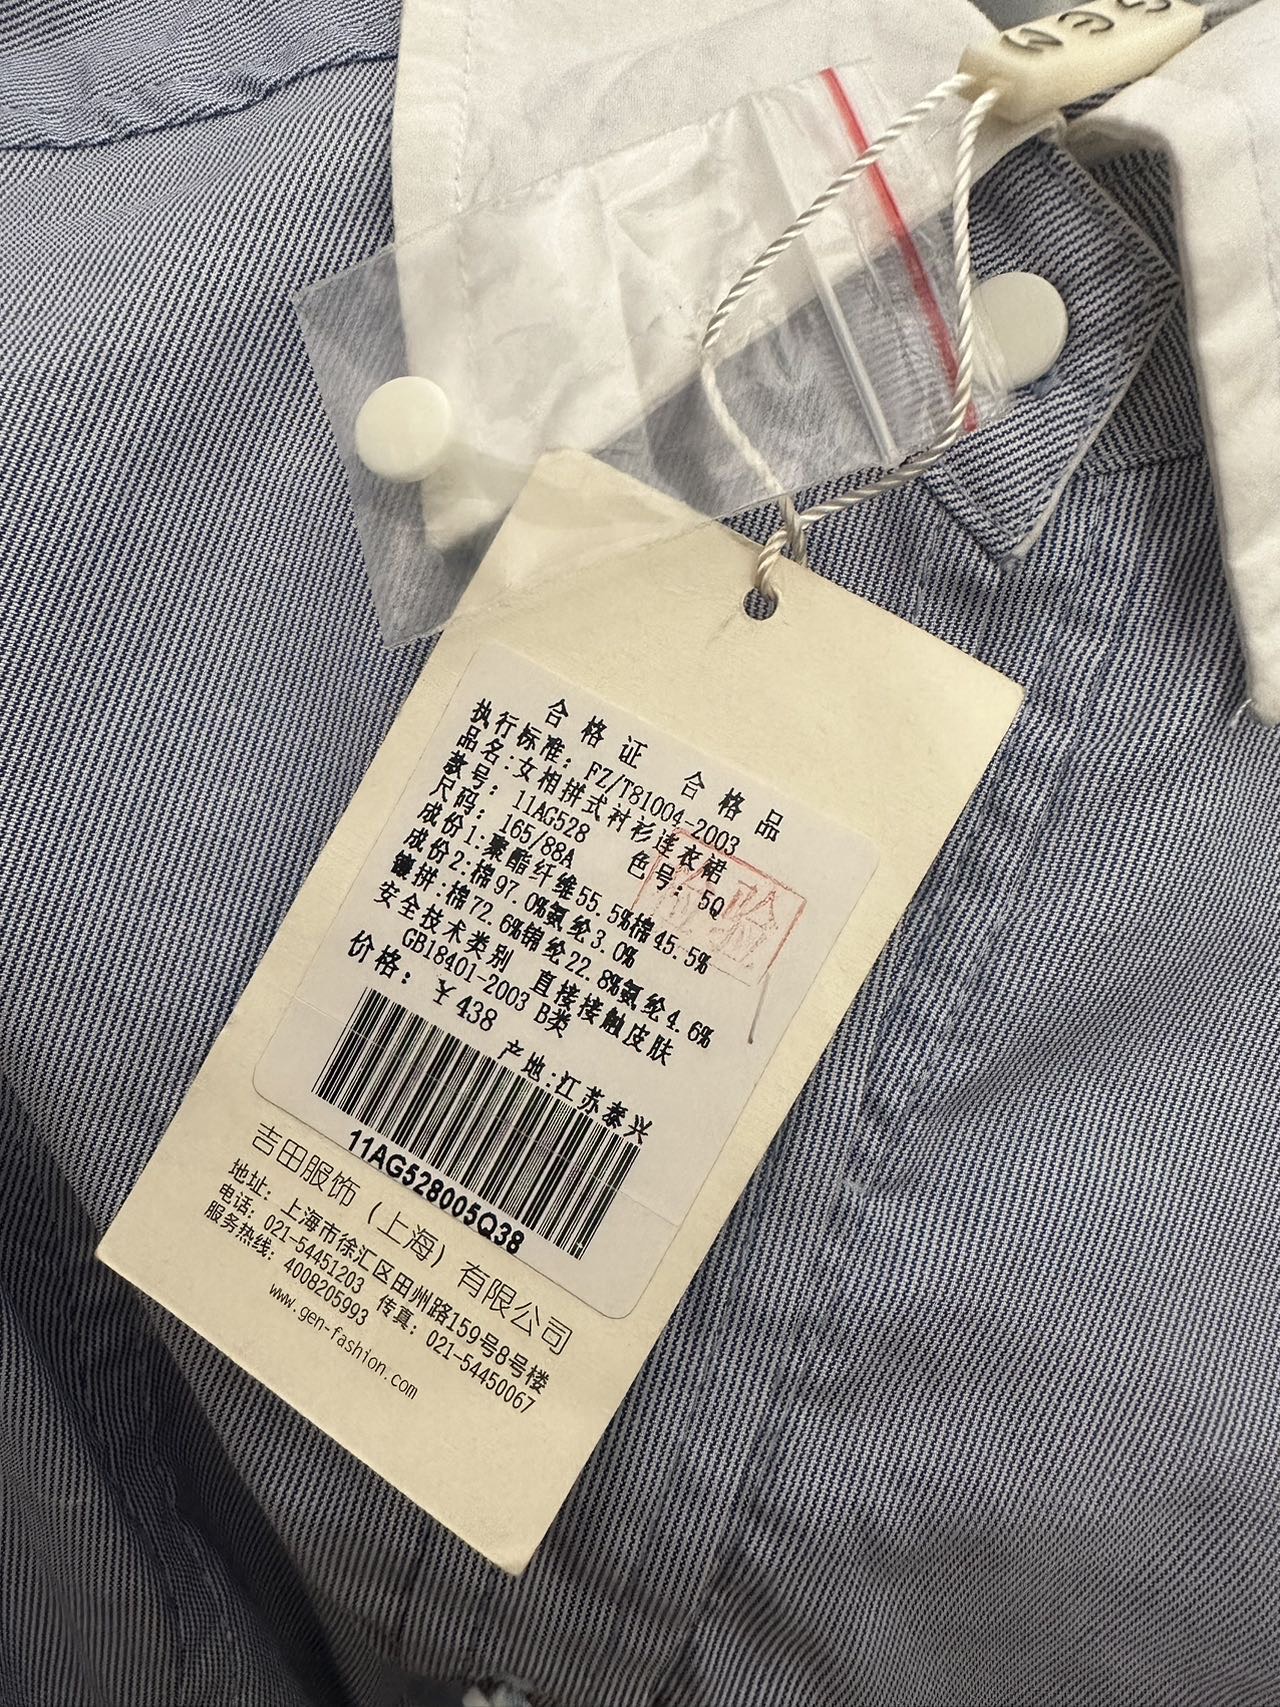 GEN
合格证 合格品
执行标准：FZ/T81004-2003
品名：女相拼式衬衫连衣裙
款号：11AG528 色号：5Q
尺码：165/88A
成份1:聚酯纤维55.5%棉45.5%
成份2:棉97.0%氨纶3.0%
镶拼:棉72.6%锦纶22.8%氨纶4.6%
安全技术类别 直接接触皮肤
GB18401-2003 B类
价格：￥438
产地:江苏泰兴
检验
11AG528005Q38
吉田服饰（上海）有限公司
地址：上海市徐汇区田州路159号8号楼
电话：021-54451203 传真：021-54450067
服务热线：4008205993
www.gen-fashion.com